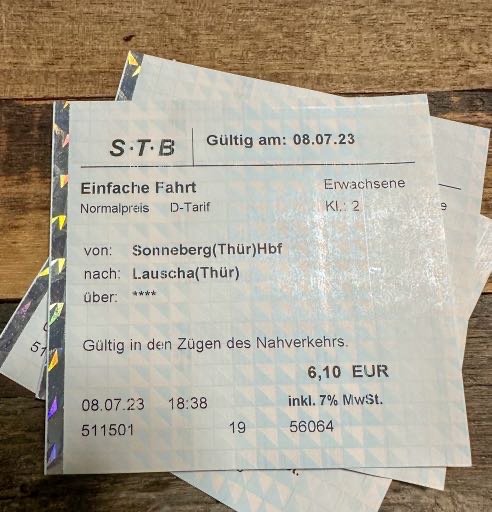 S·T·B Gültig am: 08.07.23
Einfache Fahrt Erwachsene
Normalpreis D-Tarif Kl.: 2
von: Sonneberg(Thür)Hbf
nach: Lauscha(Thür)
über: ****
Gültig in den Zügen des Nahverkehrs.
6,10 EUR
08.07.23 18:38 inkl. 7% MwSt.
511501 19 56064